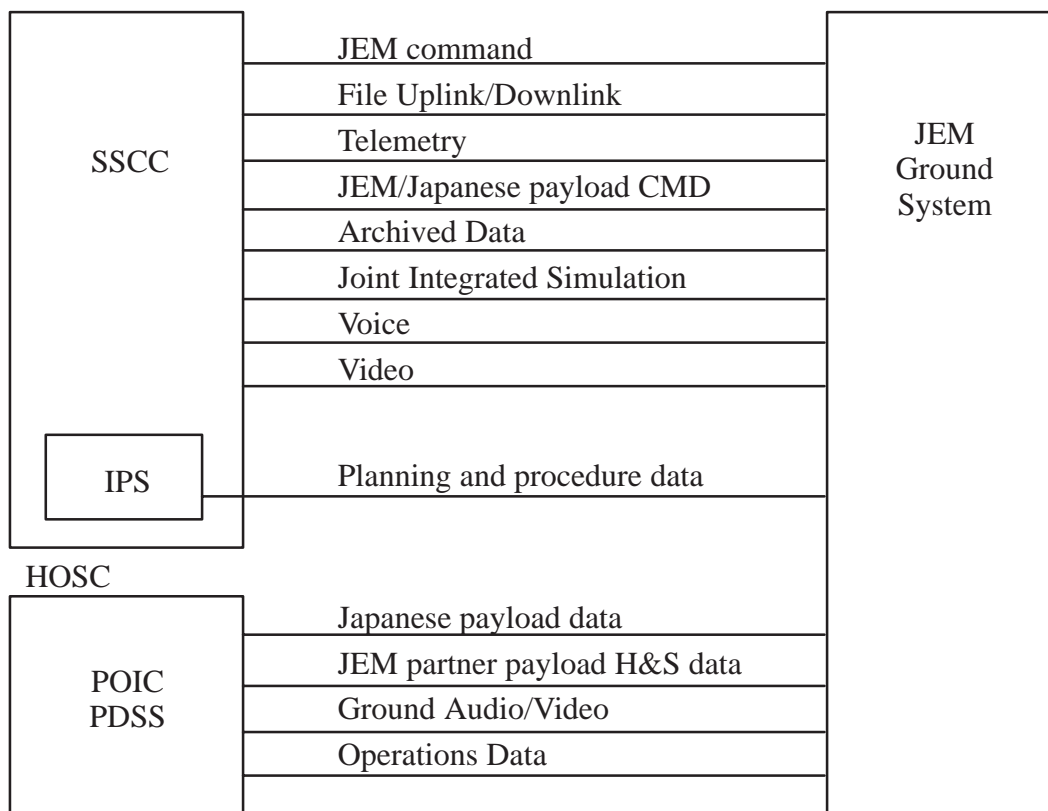 JEM command
File Uplink/Downlink
Telemetry
SSCC
JEM/Japanese payload CMD
Archived Data
Joint Integrated Simulation
Voice
Video
JEM
Ground
System
IPS
Planning and procedure data
HOSC
POIC
PDSS
Japanese payload data
JEM partner payload H&S data
Ground Audio/Video
Operations Data